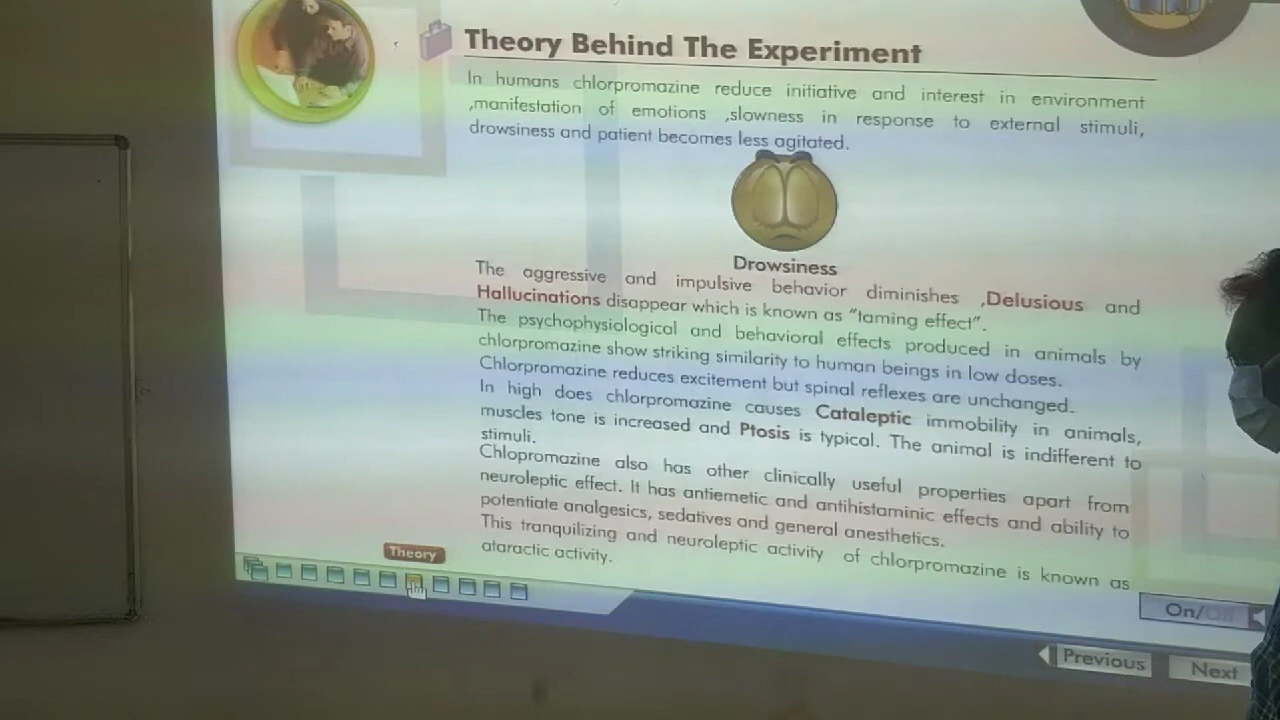 Theory Behind The Experiment
In humans chlorpromazine reduce initiative and interest in environment
,manifestation of emotions ,slowness in response to external stimuli,
drowsiness and patient becomes less agitated.
Drowsiness
The aggressive and impulsive behavior diminishes ,Delusious and
Hallucinations disappear which is known as "taming effect".
The psychophysiological and behavioral effects produced in animals by
chlorpromazine show striking similarity to human beings in low doses.
Chlorpromazine reduces excitement but spinal reflexes are unchanged.
In high does chlorpromazine causes Cataleptic immobility in animals,
muscles tone is increased and Ptosis is typical. The animal is indifferent to
stimuli.
Chlopromazine also has other clinically useful properties apart from
neuroleptic effect. It has antiemetic and antihistaminic effects and ability to
potentiate analgesics, sedatives and general anesthetics.
This tranquilizing and neuroleptic activity of chlorpromazine is known as
ataractic activity.
Theory
On/Off
Previous
Next